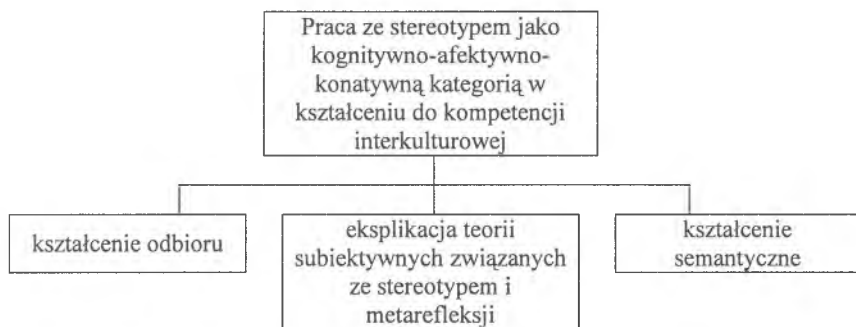 Praca ze stereotypem jako
kognitywno-afektywno-
konatywną kategorią w
kształceniu do kompetencji
interkulturowej
kształcenie odbioru
eksplikacja teorii
subiektywnych związanych
ze stereotypem i
metarefleksji
kształcenie
semantyczne